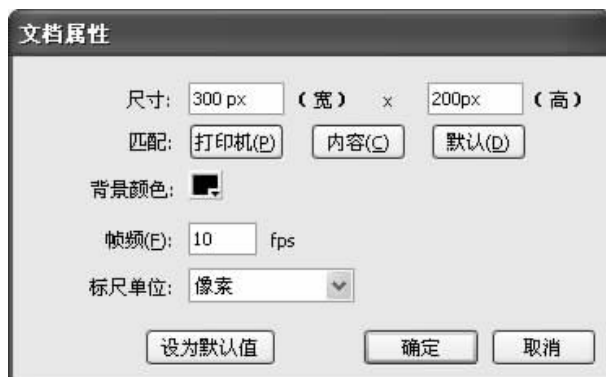 文档属性
尺寸: 300 px （宽） x 200px （高）
匹配: 打印机(P) 内容(C) 默认(D)
背景颜色:
帧频(F): 10 fps
标尺单位: 像素
设为默认值 确定 取消